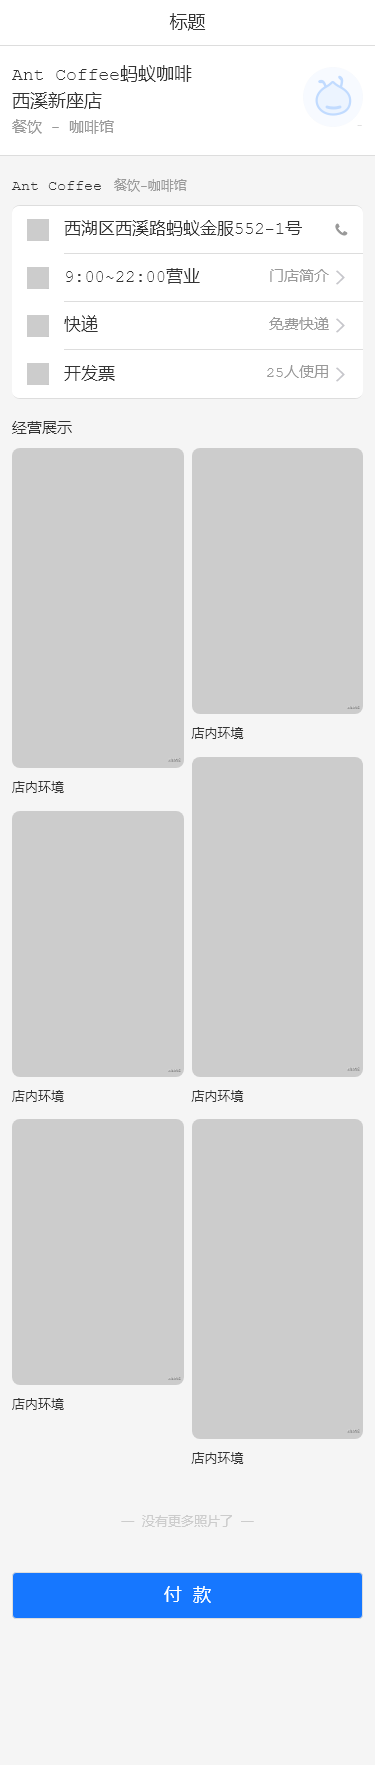 标题
Ant Coffee蚂蚁咖啡
西溪新座店
餐饮 - 咖啡馆
Ant Coffee 餐饮-咖啡馆
西湖区西溪路蚂蚁金服552-1号
9:00~22:00营业 门店简介
快递 免费快递
开发票 25人使用
经营展示
店内环境
店内环境
店内环境
店内环境
店内环境
店内环境
— 没有更多照片了 —
付 款